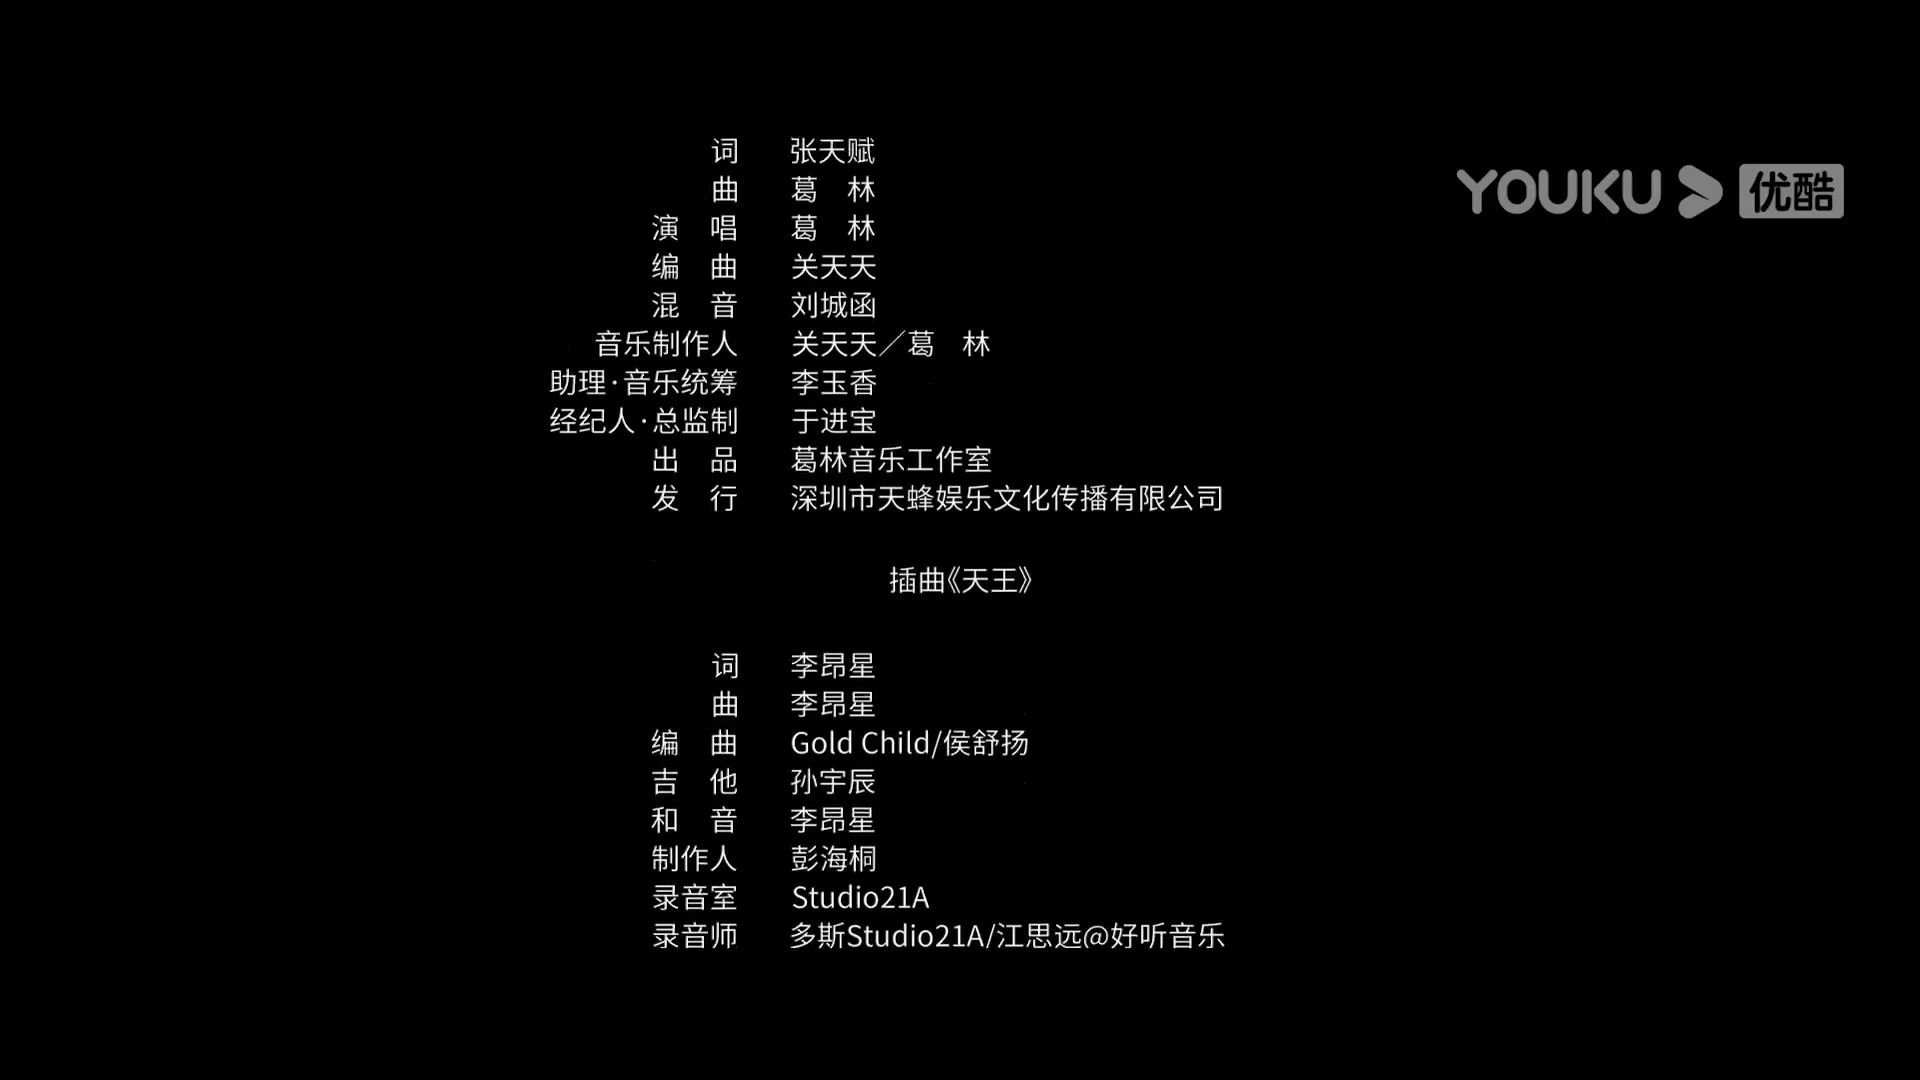 词 张天赋
YOUKU 优酷
曲 葛 林
演 唱 葛 林
编 曲 关天天
混 音 刘城函
音乐制作人 关天天／葛 林
助理·音乐统筹 李玉香
经纪人·总监制 于进宝
出 品 葛林音乐工作室
发 行 深圳市天蜂娱乐文化传播有限公司
插曲《天王》
词 李昂星
曲 李昂星
编 曲 Gold Child/侯舒扬
吉 他 孙宇辰
和 音 李昂星
制作人 彭海桐
录音室 Studio21A
录音师 多斯Studio21A/江思远@好听音乐